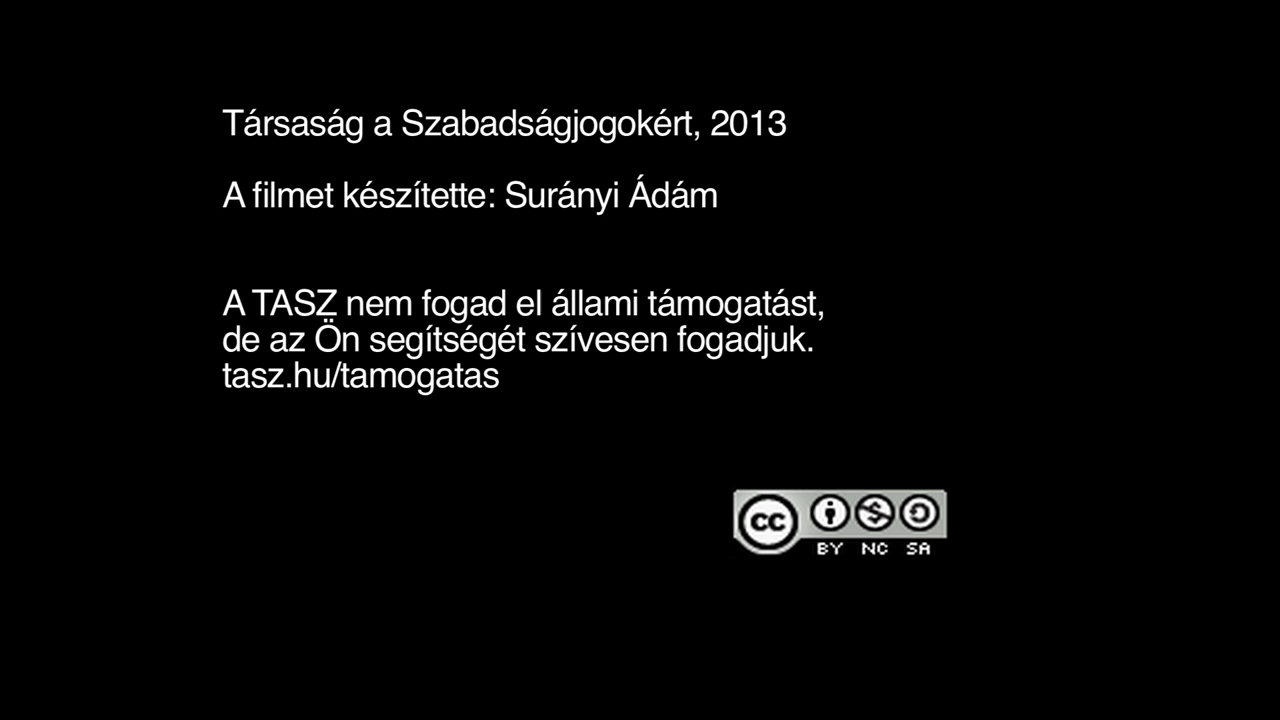 Társaság a Szabadságjogokért, 2013
A filmet készítette: Surányi Ádám
A TASZ nem fogad el állami támogatást,
de az Ön segítségét szívesen fogadjuk.
tasz.hu/tamogatas
cc
BY NC SA